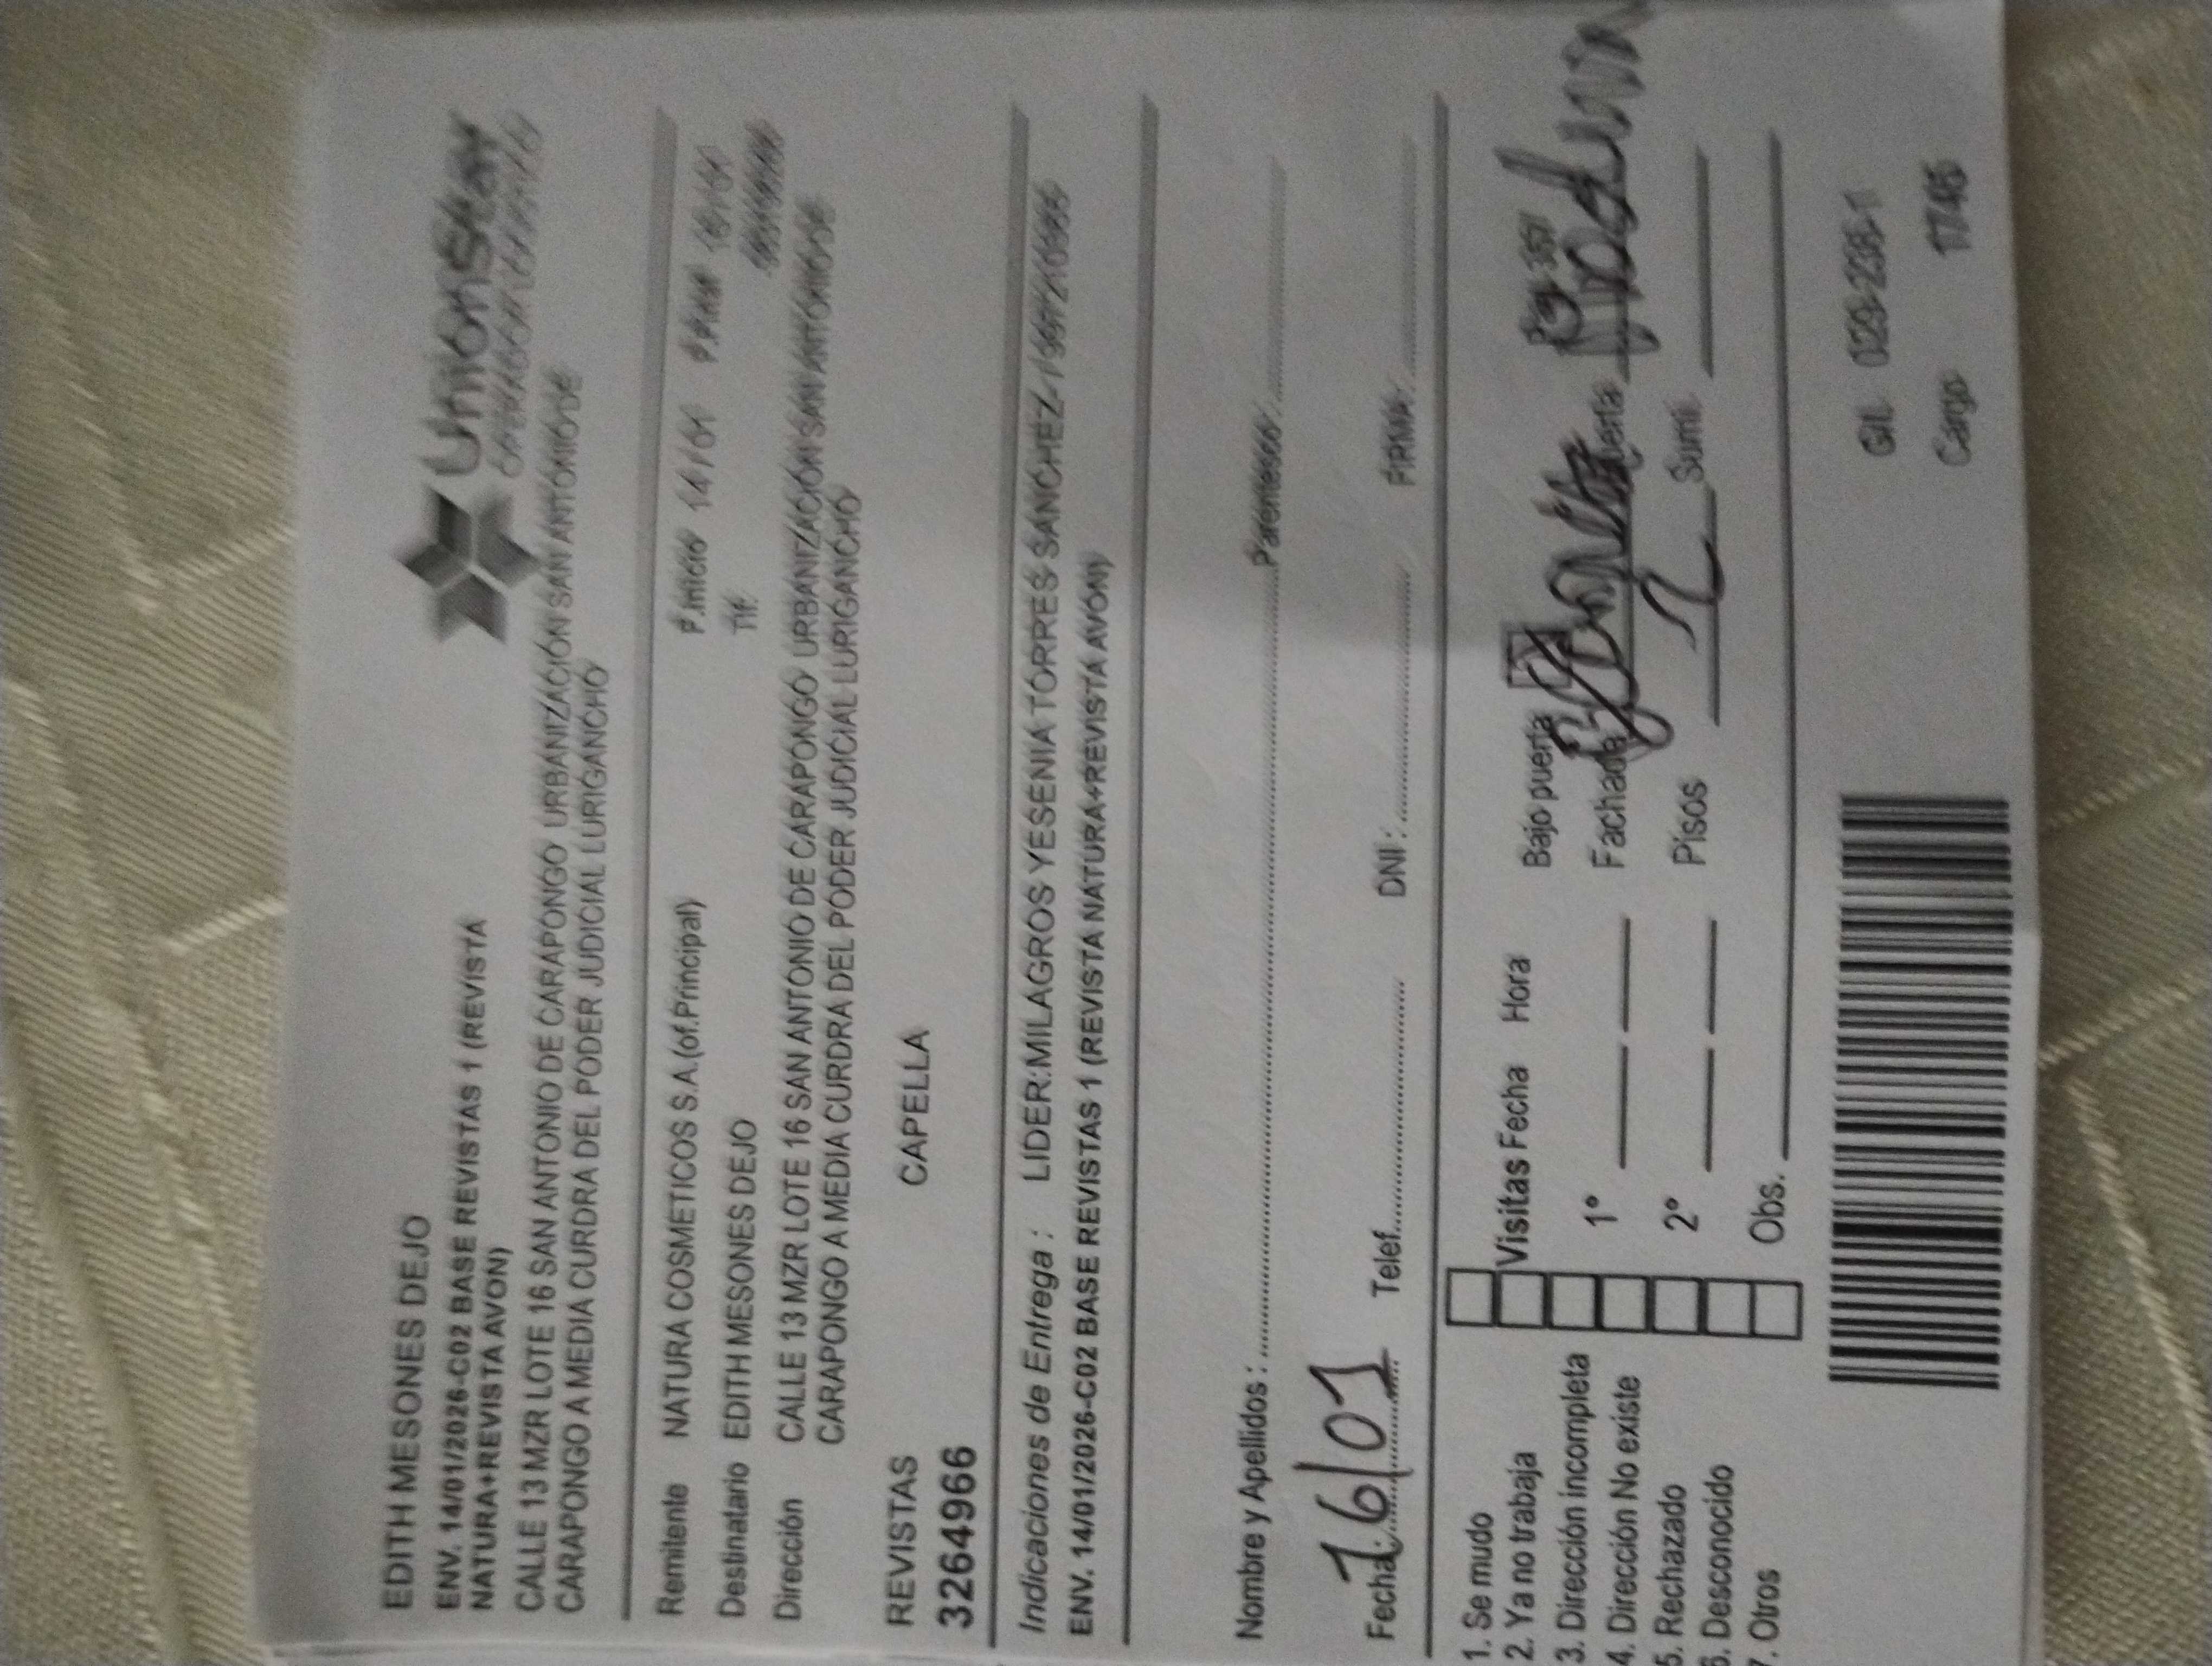 EDITH MESONES DEJO
Unionstar
ENV. 14/01/2026-C02 BASE REVISTAS 1 (REVISTA
NATURA+REVISTA AVON)
CALLE 13 MZR LOTE 16 SAN ANTONIO DE CARAPONGO URBANIZACIÓN SAN ANTONIO DE
CARAPONGO A MEDIA CURDRA DEL PODER JUDICIAL LURIGANCHO
Remitente NATURA COSMETICOS S.A.(of.Principal) F.Inicio 14/01
Destinatario EDITH MESONES DEJO Tlf.
Dirección CALLE 13 MZR LOTE 16 SAN ANTONIO DE CARAPONGO URBANIZACIÓN SAN ANTONIO DE
CARAPONGO A MEDIA CURDRA DEL PODER JUDICIAL LURIGANCHO
REVISTAS CAPELLA
3264966
Indicaciones de Entrega : LIDER:MILAGROS YESENIA TORRES SANCHEZ
ENV. 14/01/2026-C02 BASE REVISTAS 1 (REVISTA NATURA+REVISTA AVON)
Nombre y Apellidos : Parentesco:
Fecha: 16/01 Telef. DNI : FIRMA:
1. Se mudo
2. Ya no trabaja
3. Dirección incompleta
4. Dirección No existe
5. Rechazado
6. Desconocido
7. Otros
Visitas Fecha Hora Bajo puerta
1° Fachada
2° Pisos 2 Sumi.
Obs.
GIL
Cargo